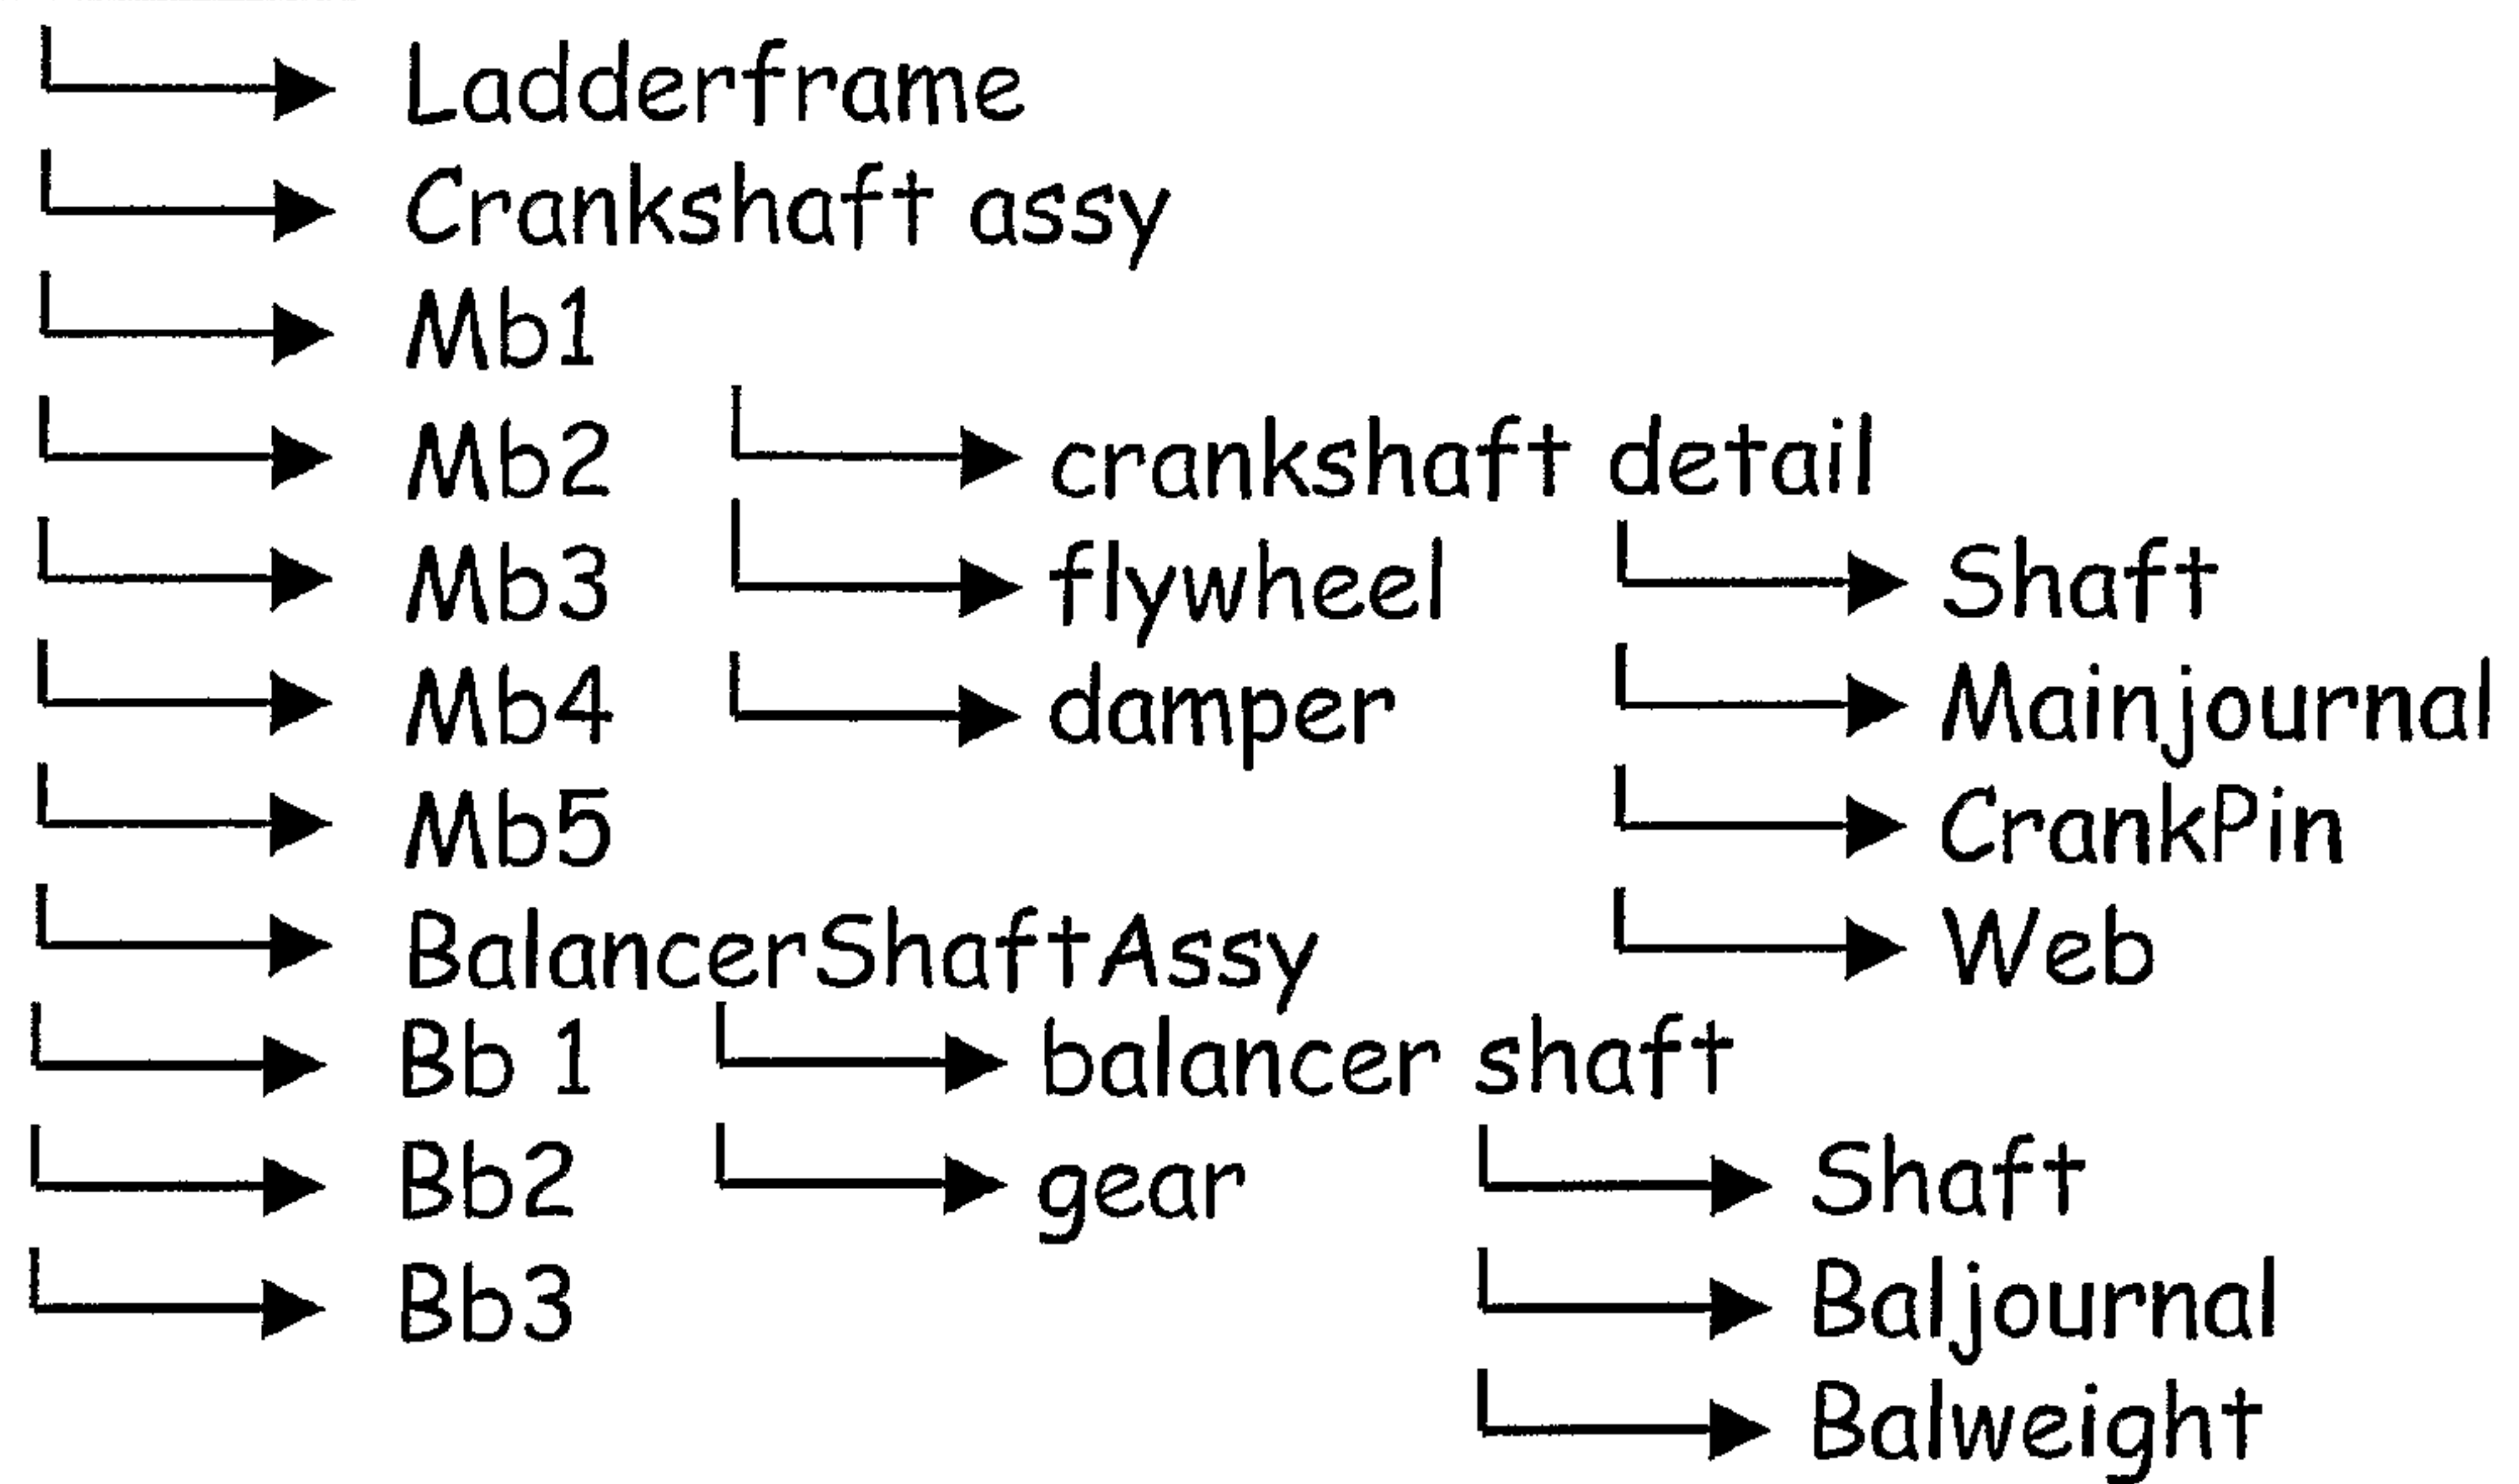 Ladderframe
Crankshaft assy
Mb1
Mb2 crankshaft detail
Mb3 flywheel Shaft
Mb4 damper Mainjournal
Mb5 CrankPin
BalancerShaftAssy Web
Bb 1 balancer shaft
Bb2 gear Shaft
Bb3 Baljournal
Balweight